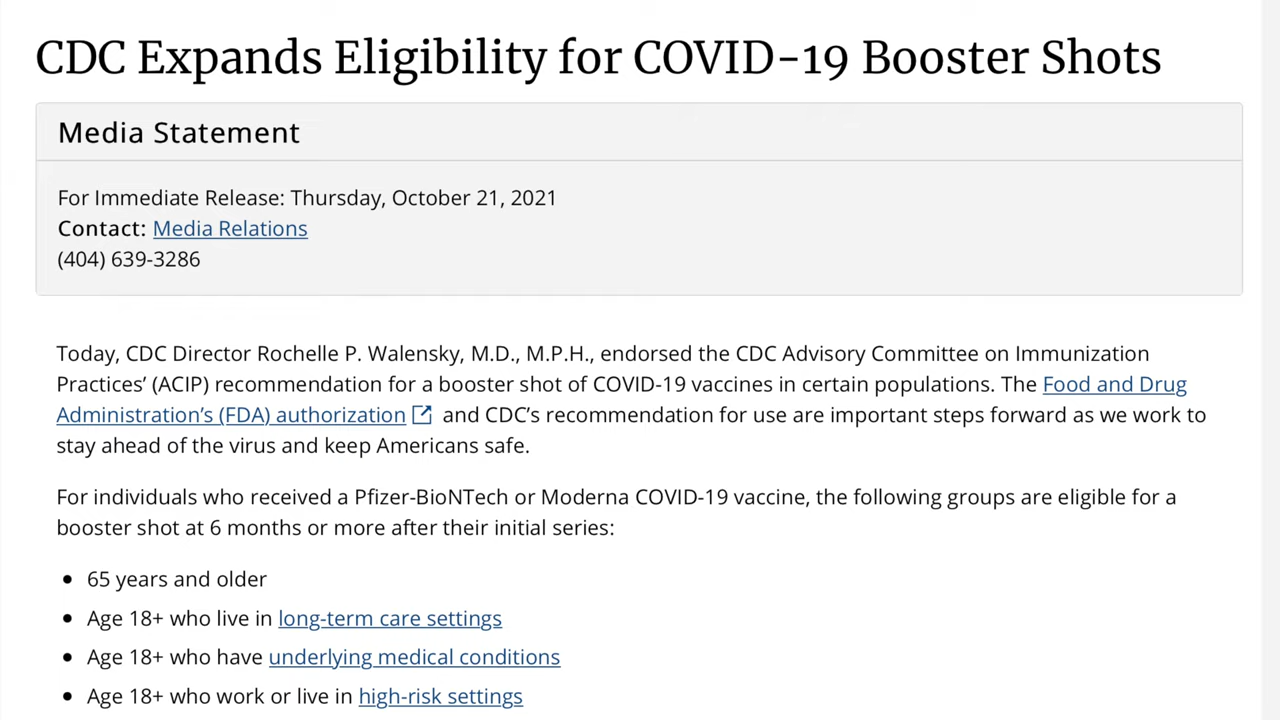 CDC Expands Eligibility for COVID-19 Booster Shots
Media Statement
For Immediate Release: Thursday, October 21, 2021
Contact: Media Relations
(404) 639-3286
Today, CDC Director Rochelle P. Walensky, M.D., M.P.H., endorsed the CDC Advisory Committee on Immunization
Practices’ (ACIP) recommendation for a booster shot of COVID-19 vaccines in certain populations. The Food and Drug
Administration’s (FDA) authorization and CDC’s recommendation for use are important steps forward as we work to
stay ahead of the virus and keep Americans safe.
For individuals who received a Pfizer-BioNTech or Moderna COVID-19 vaccine, the following groups are eligible for a
booster shot at 6 months or more after their initial series:
• 65 years and older
• Age 18+ who live in long-term care settings
• Age 18+ who have underlying medical conditions
• Age 18+ who work or live in high-risk settings